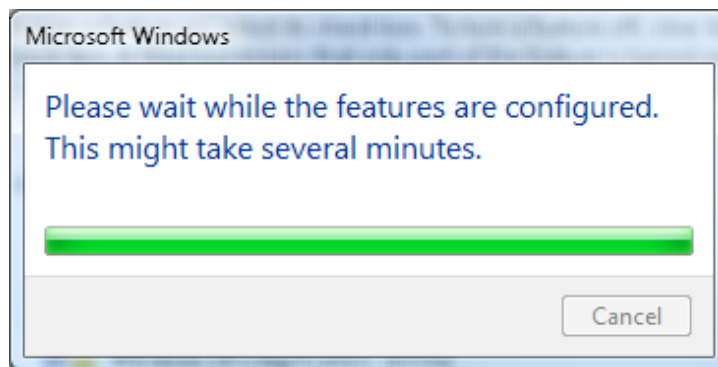 Microsoft Windows
Please wait while the features are configured.
This might take several minutes.
Cancel